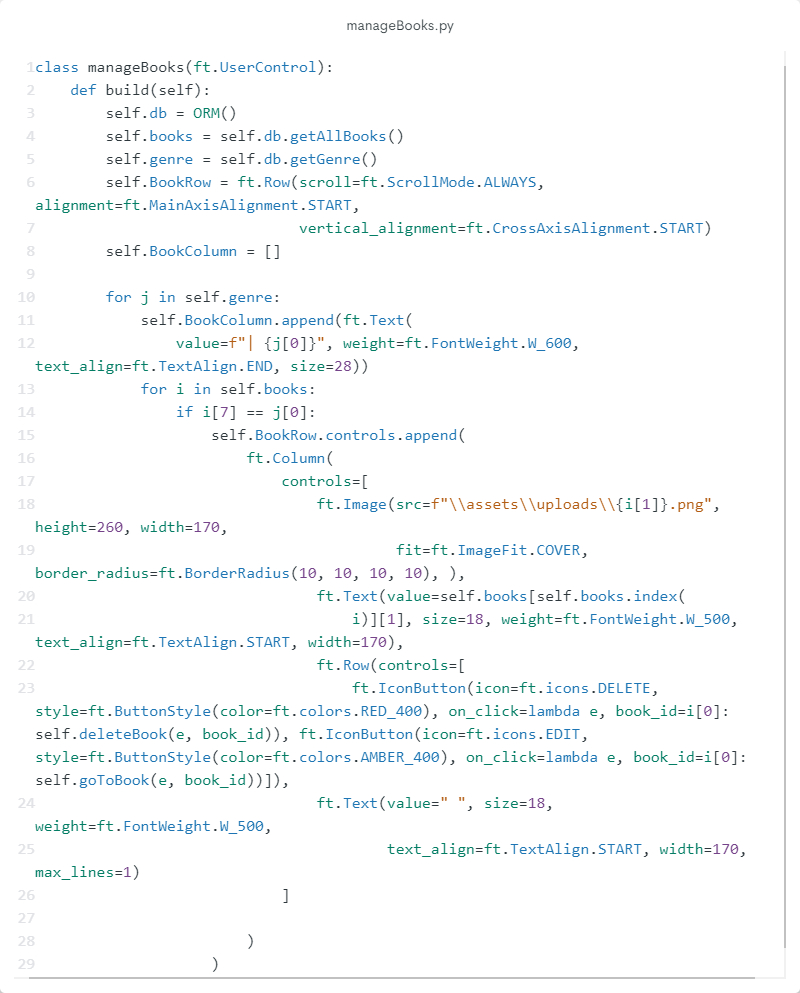 manageBooks.py
1class manageBooks(ft.UserControl):
2    def build(self):
3        self.db = ORM()
4        self.books = self.db.getAllBooks()
5        self.genre = self.db.getGenre()
6        self.BookRow = ft.Row(scroll=ft.ScrollMode.ALWAYS,
alignment=ft.MainAxisAlignment.START,
7                              vertical_alignment=ft.CrossAxisAlignment.START)
8        self.BookColumn = []
9
10        for j in self.genre:
11            self.BookColumn.append(ft.Text(
12                value=f"| {j[0]}", weight=ft.FontWeight.W_600,
text_align=ft.TextAlign.END, size=28))
13            for i in self.books:
14                if i[7] == j[0]:
15                    self.BookRow.controls.append(
16                        ft.Column(
17                            controls=[
18                                ft.Image(src=f"\\assets\\uploads\\{i[1]}.png",
height=260, width=170,
19                                         fit=ft.ImageFit.COVER,
border_radius=ft.BorderRadius(10, 10, 10, 10), ),
20                                ft.Text(value=self.books[self.books.index(
21                                    i)][1], size=18, weight=ft.FontWeight.W_500,
text_align=ft.TextAlign.START, width=170),
22                                ft.Row(controls=[
23                                    ft.IconButton(icon=ft.icons.DELETE,
style=ft.ButtonStyle(color=ft.colors.RED_400), on_click=lambda e, book_id=i[0]:
self.deleteBook(e, book_id)), ft.IconButton(icon=ft.icons.EDIT,
style=ft.ButtonStyle(color=ft.colors.AMBER_400), on_click=lambda e, book_id=i[0]:
self.goToBook(e, book_id))]),
24                                ft.Text(value=" ", size=18,
weight=ft.FontWeight.W_500,
25                                        text_align=ft.TextAlign.START, width=170,
max_lines=1)
26                            ]
27
28                        )
29                    )